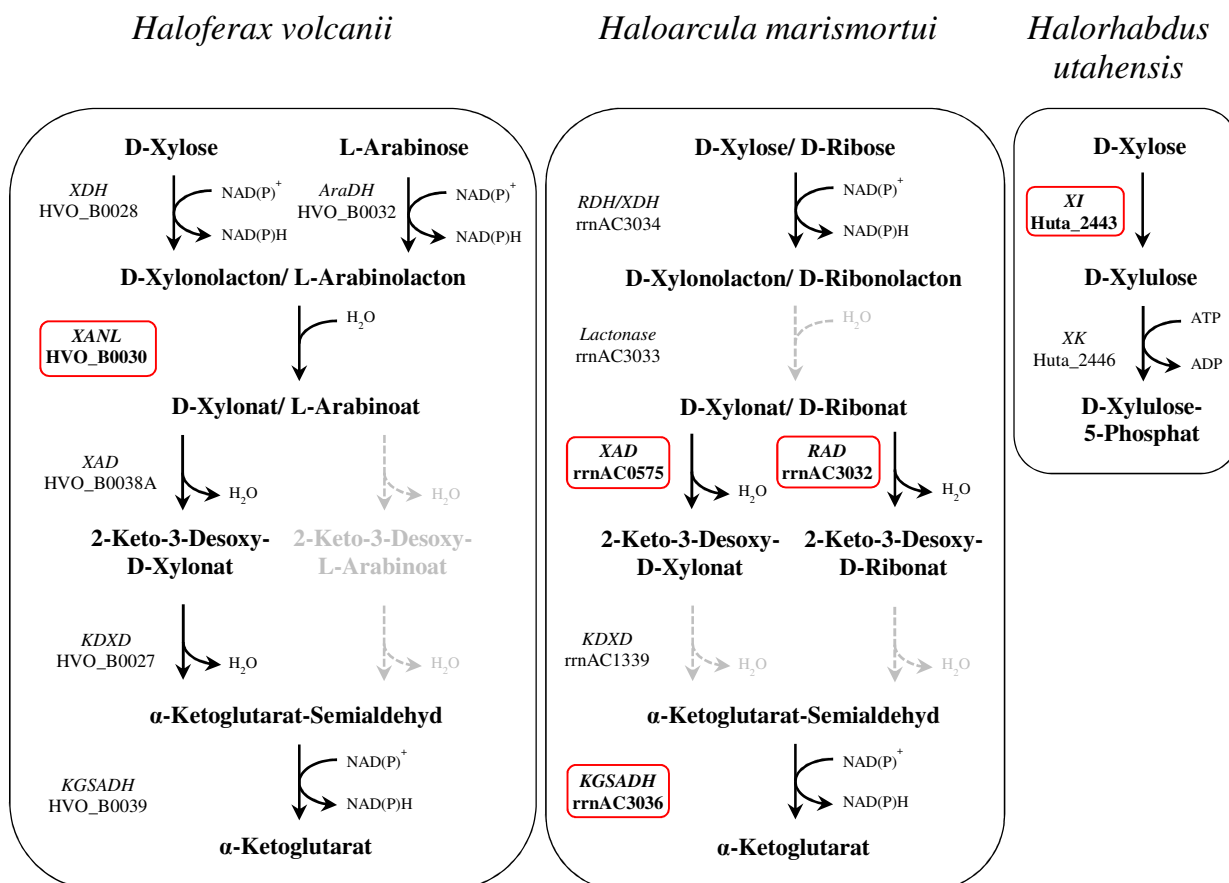 Haloferax volcanii
Haloarcula marismortui
Halorhabdus
utahensis
D-Xylose
L-Arabinose
XDH
HVO_B0028
NAD(P)⁺
NAD(P)H
AraDH
HVO_B0032
NAD(P)⁺
NAD(P)H
D-Xylonolacton/ L-Arabinolacton
XANL
HVO_B0030
H₂O
D-Xylonat/ L-Arabinoat
XAD
HVO_B0038A
H₂O
H₂O
2-Keto-3-Desoxy-
D-Xylonat
2-Keto-3-Desoxy-
L-Arabinoat
KDXD
HVO_B0027
H₂O
H₂O
α-Ketoglutarat-Semialdehyd
KGSADH
HVO_B0039
NAD(P)⁺
NAD(P)H
α-Ketoglutarat
D-Xylose/ D-Ribose
RDH/XDH
rrnAC3034
NAD(P)⁺
NAD(P)H
D-Xylonolacton/ D-Ribonolacton
Lactonase
rrnAC3033
H₂O
D-Xylonat/ D-Ribonat
XAD
rrnAC0575
H₂O
RAD
rrnAC3032
H₂O
2-Keto-3-Desoxy-
D-Xylonat
2-Keto-3-Desoxy-
D-Ribonat
KDXD
rrnAC1339
H₂O
H₂O
α-Ketoglutarat-Semialdehyd
KGSADH
rrnAC3036
NAD(P)⁺
NAD(P)H
α-Ketoglutarat
D-Xylose
XI
Huta_2443
D-Xylulose
XK
Huta_2446
ATP
ADP
D-Xylulose-
5-Phosphat